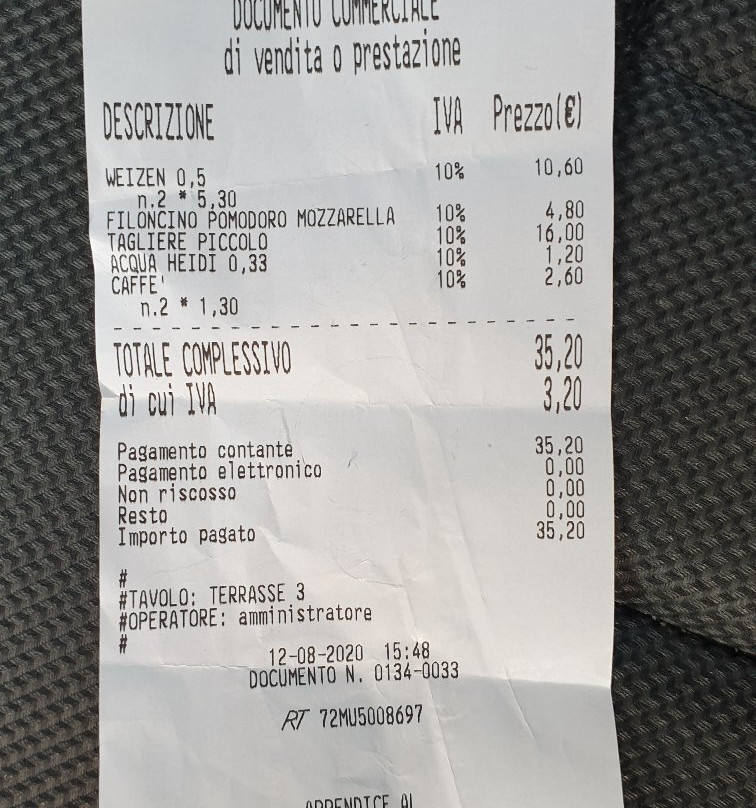 DOCUMENTO COMMERCIALE
di vendita o prestazione
DESCRIZIONE IVA Prezzo(€)
WEIZEN 0,5 10% 10,60
n.2 * 5,30
FILONCINO POMODORO MOZZARELLA 10% 4,80
TAGLIERE PICCOLO 10% 16,00
ACQUA HEIDI 0,33 10% 1,20
CAFFE' 10% 2,60
n.2 * 1,30
TOTALE COMPLESSIVO 35,20
di cui IVA 3,20
Pagamento contante 35,20
Pagamento elettronico 0,00
Non riscosso 0,00
Resto 0,00
Importo pagato 35,20
#
#TAVOLO: TERRASSE 3
#OPERATORE: amministratore
#
12-08-2020 15:48
DOCUMENTO N. 0134-0033
RT 72MU5008697
APPENDICE AL